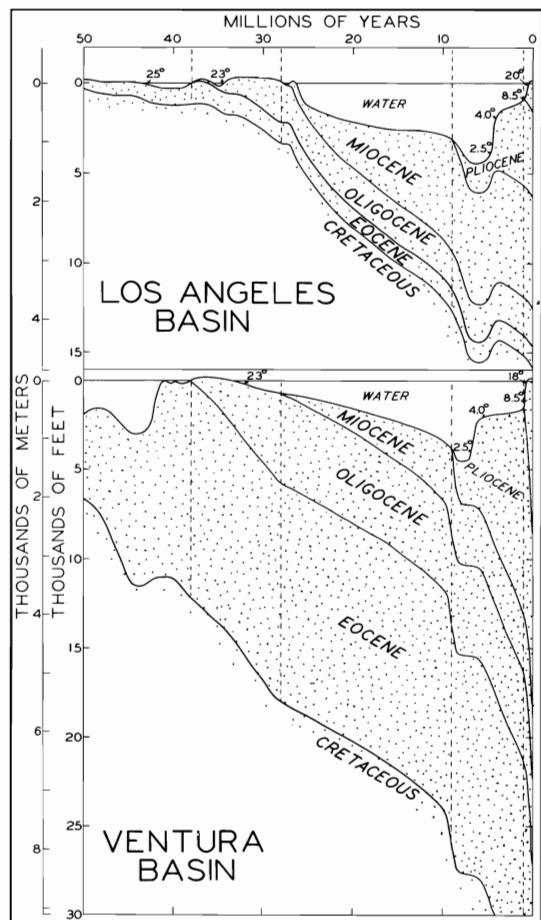 MILLIONS OF YEARS
50 40 30 20 10 0
0 25° 23° 20°
8.5°
WATER
4.0°
2.5°
PLIOCENE
MIOCENE
2 5
OLIGOCENE
EOCENE
CRETACEOUS
10
LOS ANGELES
BASIN
4
15
0 0 23° 18°
WATER 8.5°
4.0°
MIOCENE
2.5°
PLIOCENE
5
OLIGOCENE
2
THOUSANDS OF METERS
THOUSANDS OF FEET
10
4
EOCENE
15
6
20
CRETACEOUS
25
8
VENTURA
BASIN
30